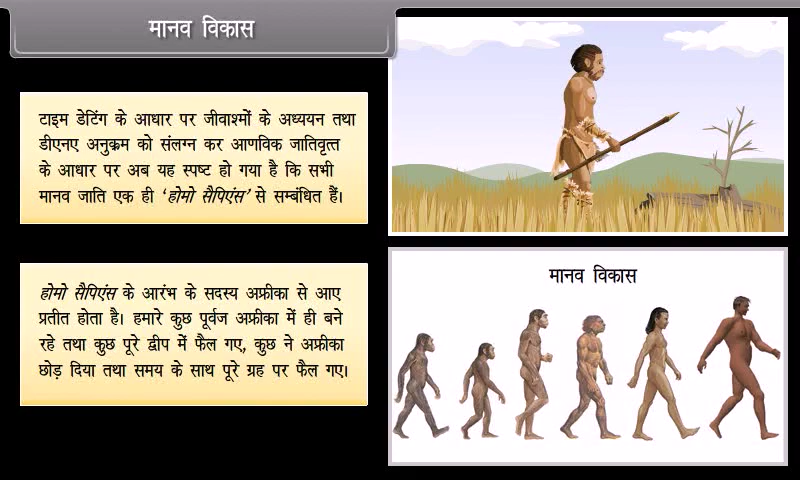 मानव विकास
टाइम डेटिंग के आधार पर जीवाश्मों के अध्ययन तथा
डीएनए अनुक्रम को संलग्न कर आणविक जातिवृत्त
के आधार पर अब यह स्पष्ट हो गया है कि सभी
मानव जाति एक ही ‘होमो सैपिएंस’ से सम्बंधित हैं।
होमो सैपिएंस के आरंभ के सदस्य अफ्रीका से आए
प्रतीत होता है। हमारे कुछ पूर्वज अफ्रीका में ही बने
रहे तथा कुछ पूरे द्वीप में फैल गए, कुछ ने अफ्रीका
छोड़ दिया तथा समय के साथ पूरे ग्रह पर फैल गए।
मानव विकास